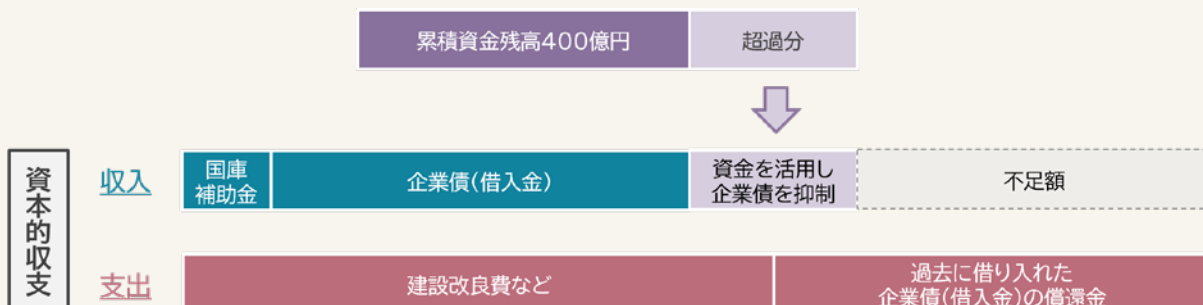 累積資金残高400億円
超過分
資本的収支
収入
国庫
補助金
企業債(借入金)
資金を活用し
企業債を抑制
不足額
支出
建設改良費など
過去に借り入れた
企業債(借入金)の償還金